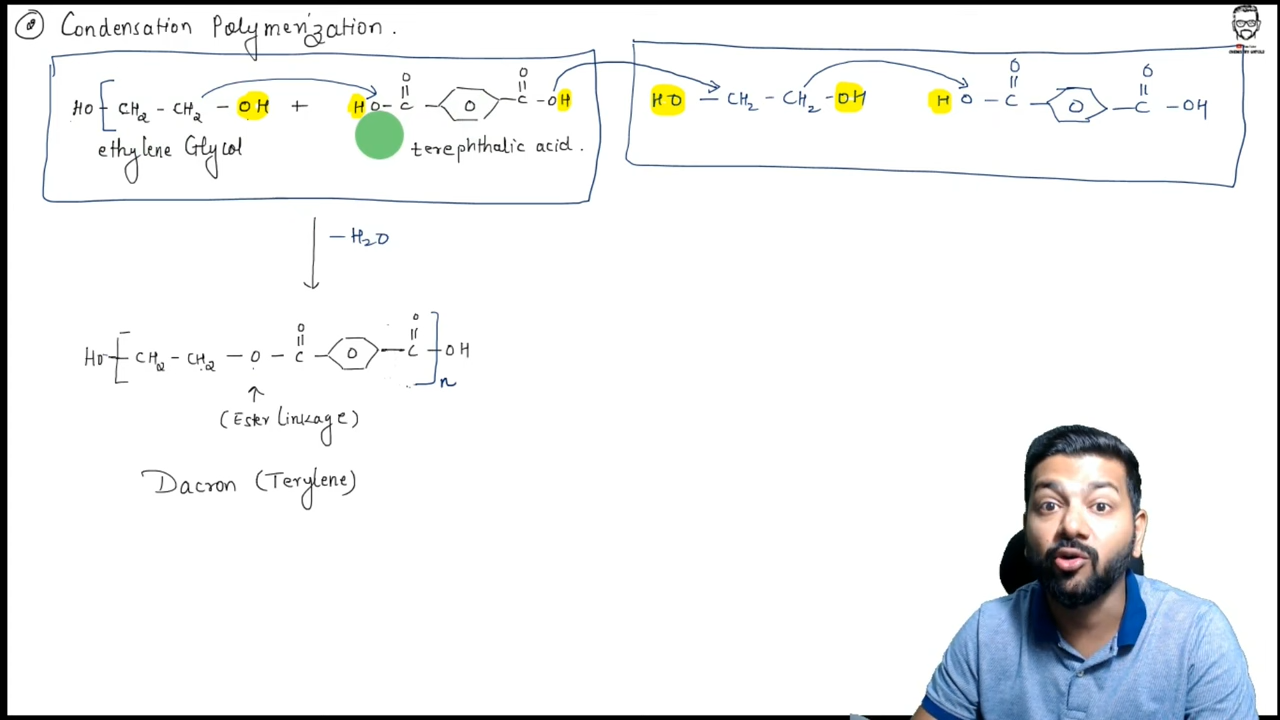 Condensation Polymerization.
HO [ CH2 - CH2 - OH + HO - C - O - C - OH
O O
ethylene Glycol terephthalic acid.
HO - CH2 - CH2 - OH H O - C - O - C - OH
O O
- H2O
O O
HO [ CH2 - CH2 - O - C - O - C ]n OH
(Ester linkage)
Dacron (Terylene)